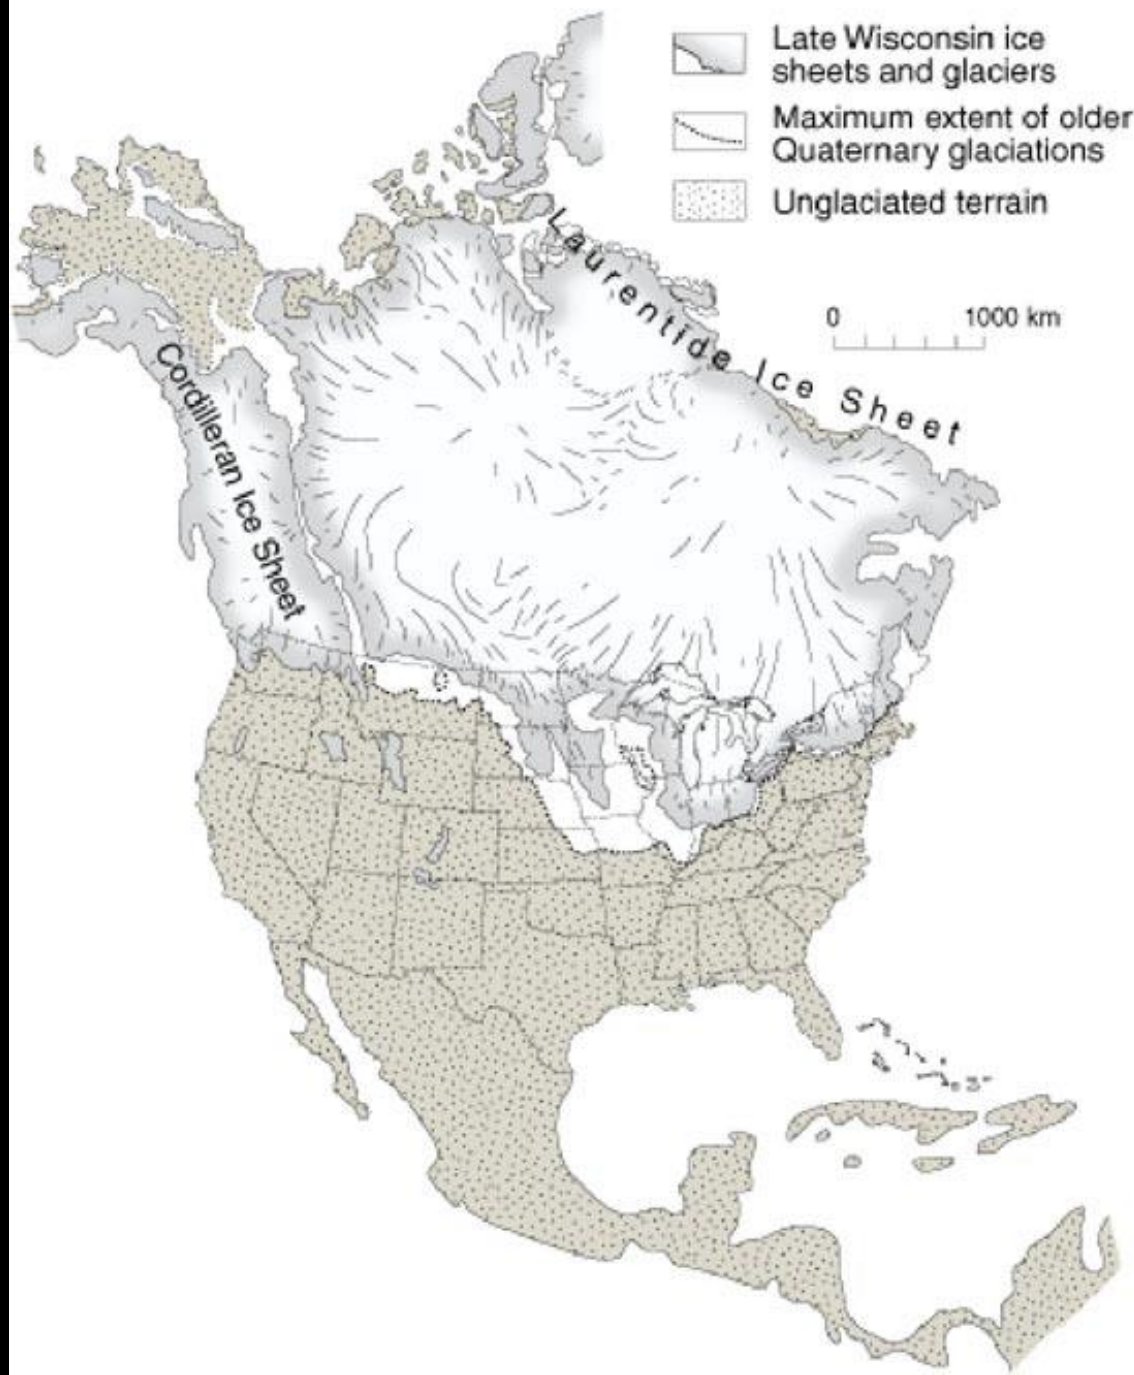 Late Wisconsin ice
sheets and glaciers
Maximum extent of older
Quaternary glaciations
Unglaciated terrain
0 1000 km
Laurentide Ice Sheet
Cordilleran Ice Sheet